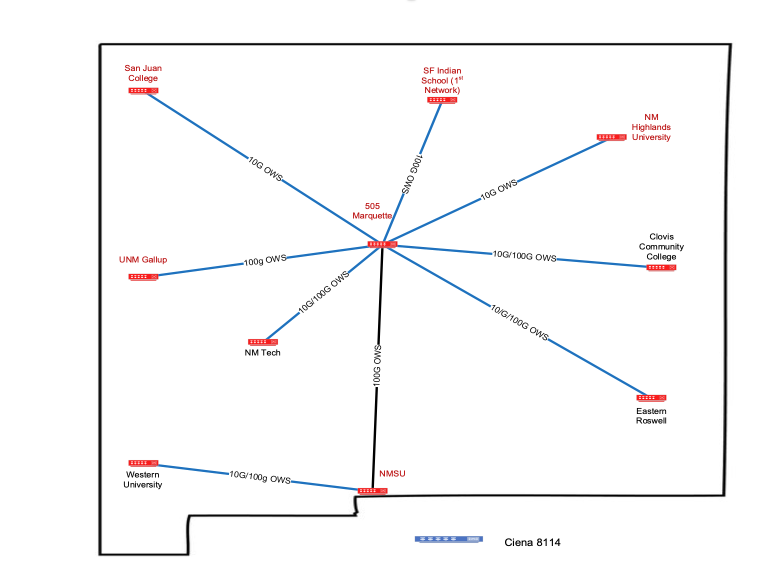 San Juan
College
SF Indian
School (1st
Network)
NM
Highlands
University
10G OWS
100G OWS
10G OWS
505
Marquette
Clovis
Community
College
UNM Gallup
100g OWS
10G/100G OWS
10G/100G OWS
10/G/100G OWS
NM Tech
100G OWS
Eastern
Roswell
Western
University
10G/100g OWS
NMSU
Ciena 8114